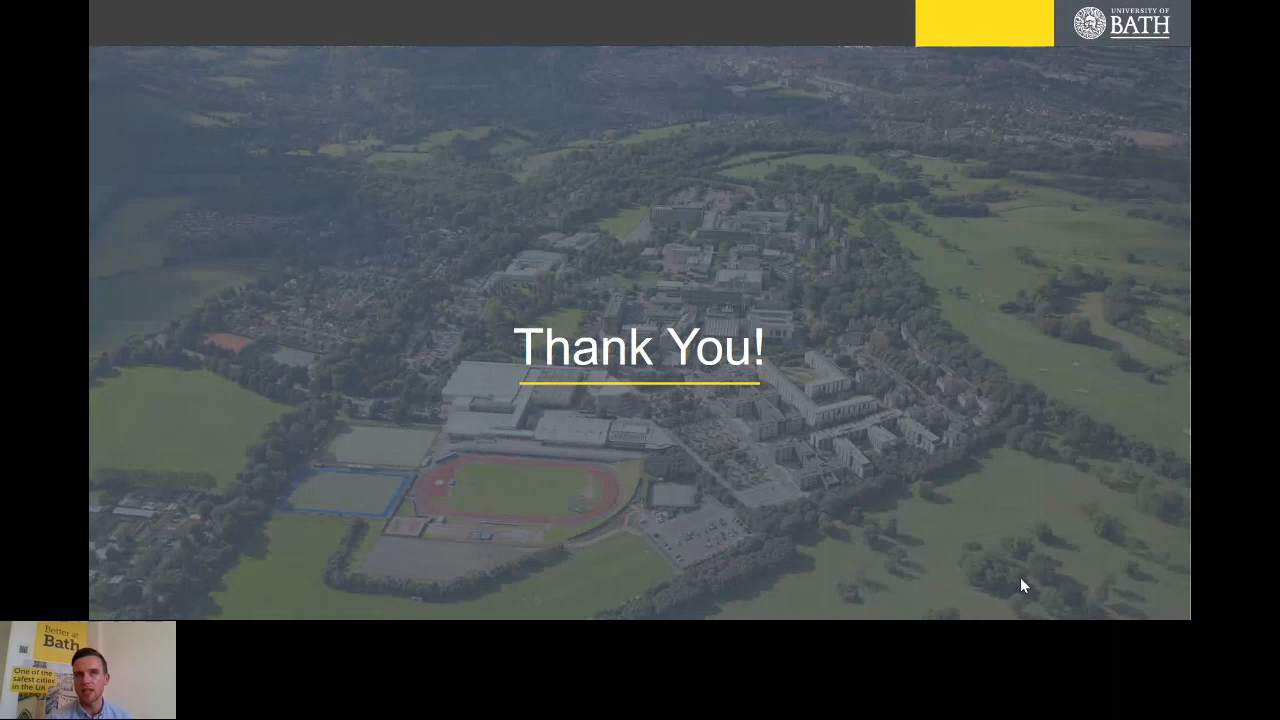 UNIVERSITY OF
BATH
Thank You!
Better at
Bath
One of the
safest cities
in the UK